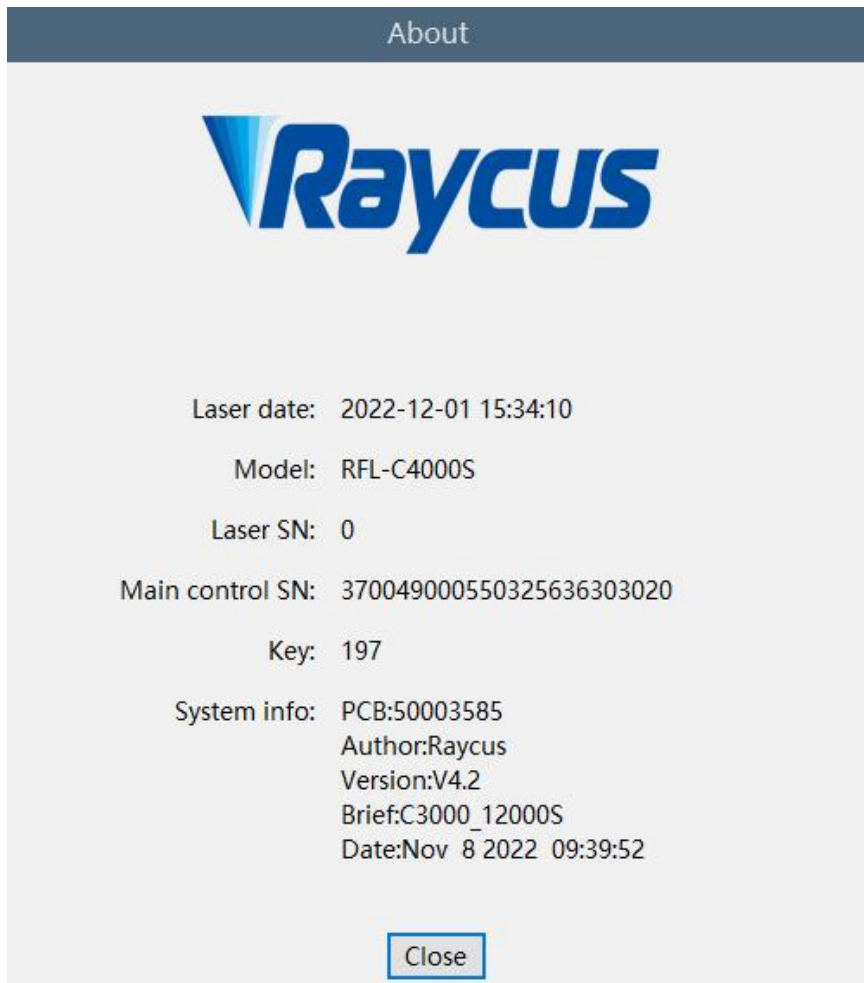 About
Raycus
Laser date: 2022-12-01 15:34:10
Model: RFL-C4000S
Laser SN: 0
Main control SN: 370049000550325636303020
Key: 197
System info: PCB:50003585
Author:Raycus
Version:V4.2
Brief:C3000_12000S
Date:Nov  8 2022  09:39:52
Close